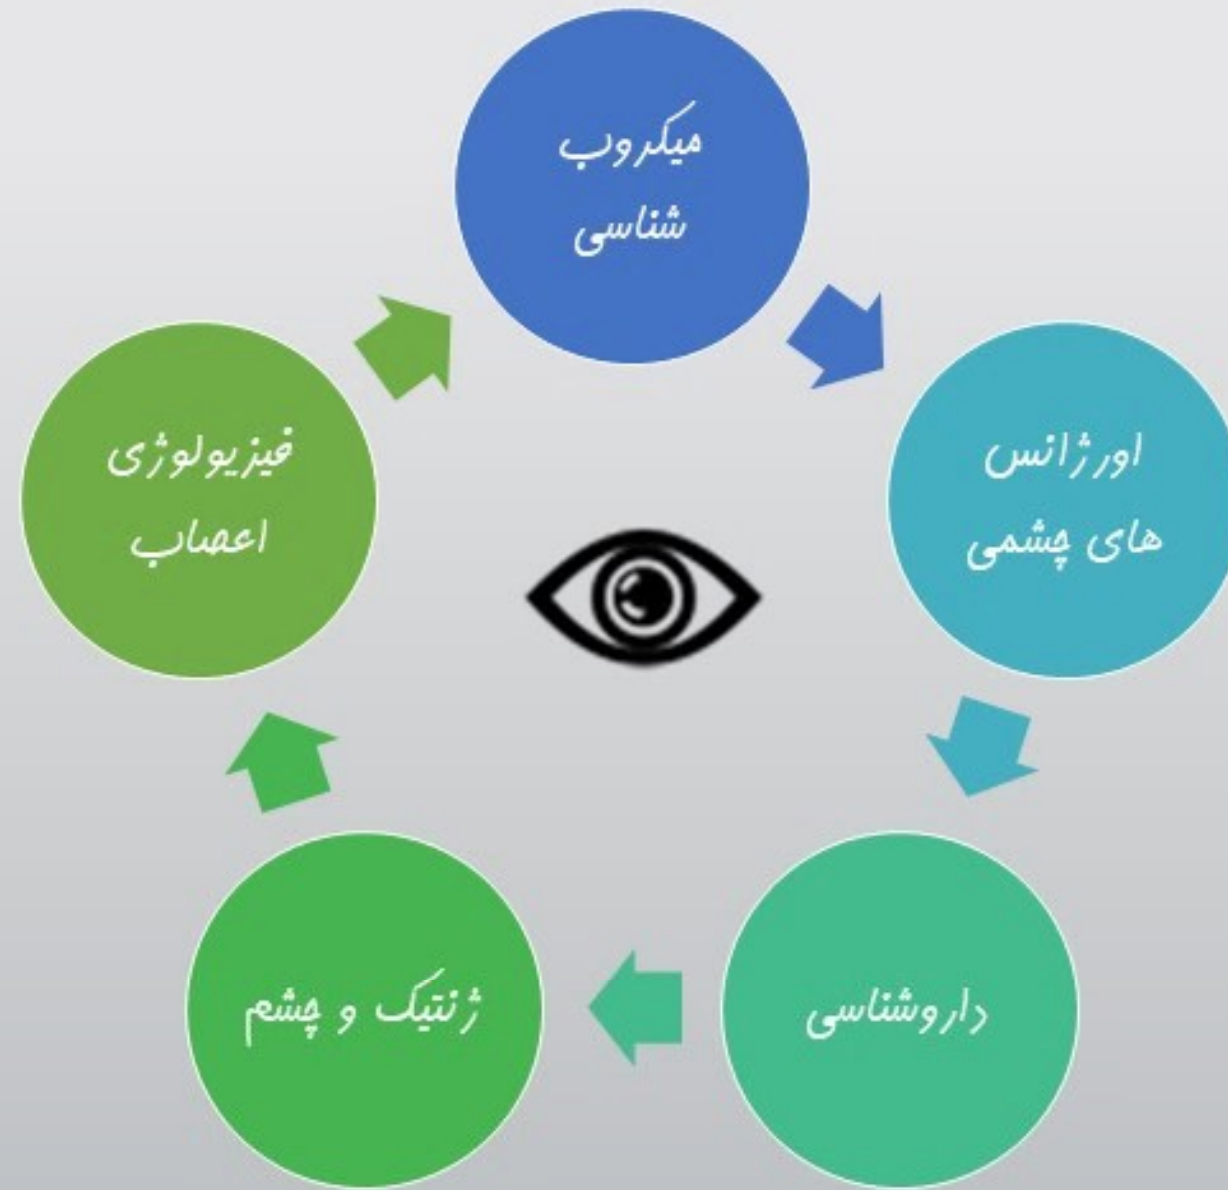 میکروب
شناسی
اورژانس
های چشمی
داروشناسی
ژنتیک و چشم
فیزیولوژی
اعصاب